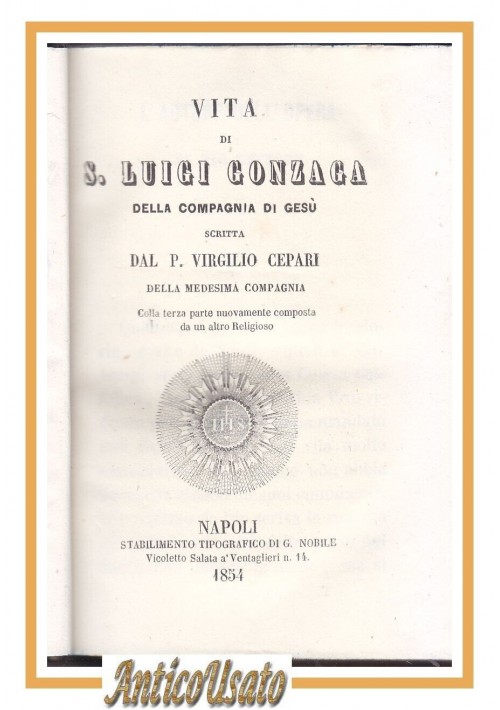 VITA
DI
S. LUIGI GONZAGA
DELLA COMPAGNIA DI GESÙ
SCRITTA
DAL P. VIRGILIO CEPARI
DELLA MEDESIMA COMPAGNIA
Colla terza parte nuovamente composta
da un altro Religioso
IHS
NAPOLI
STABILIMENTO TIPOGRAFICO DI G. NOBILE
Vicoletto Salata a' Ventaglieri n. 14.
1854
AnticoUsato